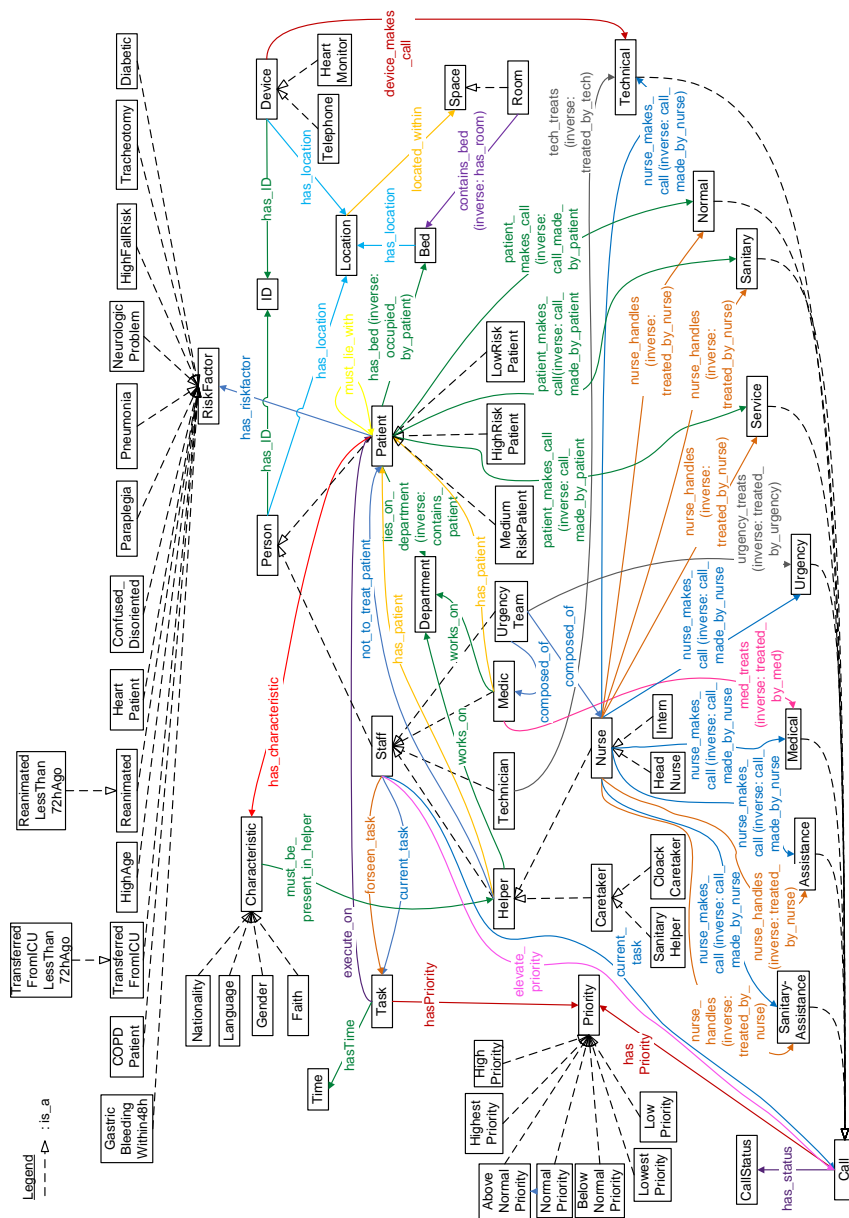 Legend
: is_a
Gastric
Bleeding
Within48h
COPD
Patient
Transferred
FromICU
LessThan
72hAgo
Transferred
FromICU
HighAge
Reanimated
LessThan
72hAgo
Reanimated
Heart
Patient
Confused_
Disoriented
Paraplegia
Pneumonia
Neurologic
Problem
HighFallRisk
Tracheotomy
Diabetic
RiskFactor
has_riskfactor
Nationality
Language
Gender
Faith
Characteristic
has_characteristic
must_be_
present_in_helper
Person
has_ID
ID
has_ID
Device
Telephone
Heart
Monitor
device_makes
_call
has_location
has_location
Location
has_location
located_within
Space
Room
contains_bed
(inverse: has_room)
Bed
has_bed (inverse:
occupied_
by_patient)
must_lie_with
Patient
LowRisk
Patient
HighRisk
Patient
Medium
RiskPatient
lies_on_
department
(inverse:
contains_
patient
Department
not_to_treat_patient
has_patient
has_patient
works_on
works_on
Time
hasTime
Task
execute_on
forseen_task
current_task
Staff
Technician
Medic
Urgency
Team
composed_of
composed_of
Helper
Caretaker
Sanitary
Helper
Cloack
Caretaker
Nurse
Head
Nurse
Intern
hasPriority
Priority
High
Priority
Highest
Priority
Above
Normal
Priority
Normal
Priority
Below
Normal
Priority
Lowest
Priority
Low
Priority
has
Priority
elevate_
priority
current_
task
CallStatus
has_status
Call
nurse_
handles
(inverse:
treated_by_
nurse)
Sanitary-
Assistance
nurse_makes_
call (inverse: call_
made_by_nurse
nurse_handles
(inverse: treated_
by_nurse)
Assistance
nurse_makes_
call (inverse: call_
made_by_nurse
nurse_makes_
call (inverse: call_
made_by_nurse
Medical
med_treats
(inverse: treated_
by_med)
nurse_makes_
call (inverse: call_
made_by_nurse
Urgency
urgency_treats
(inverse: treated_
by_urgency)
nurse_handles
(inverse:
treated_by_nurse)
Service
nurse_handles
(inverse:
treated_by_nurse)
Sanitary
nurse_handles
(inverse:
treated_by_nurse)
Normal
patient_makes_call
(inverse: call_
made_by_patient
patient_makes_
call(inverse: call_
made_by_patient
patient_
makes_call
(inverse:
call_made_
by_patient
tech_treats
(inverse:
treated_by_tech)
nurse_makes_
call (inverse: call_
made_by_nurse)
Technical